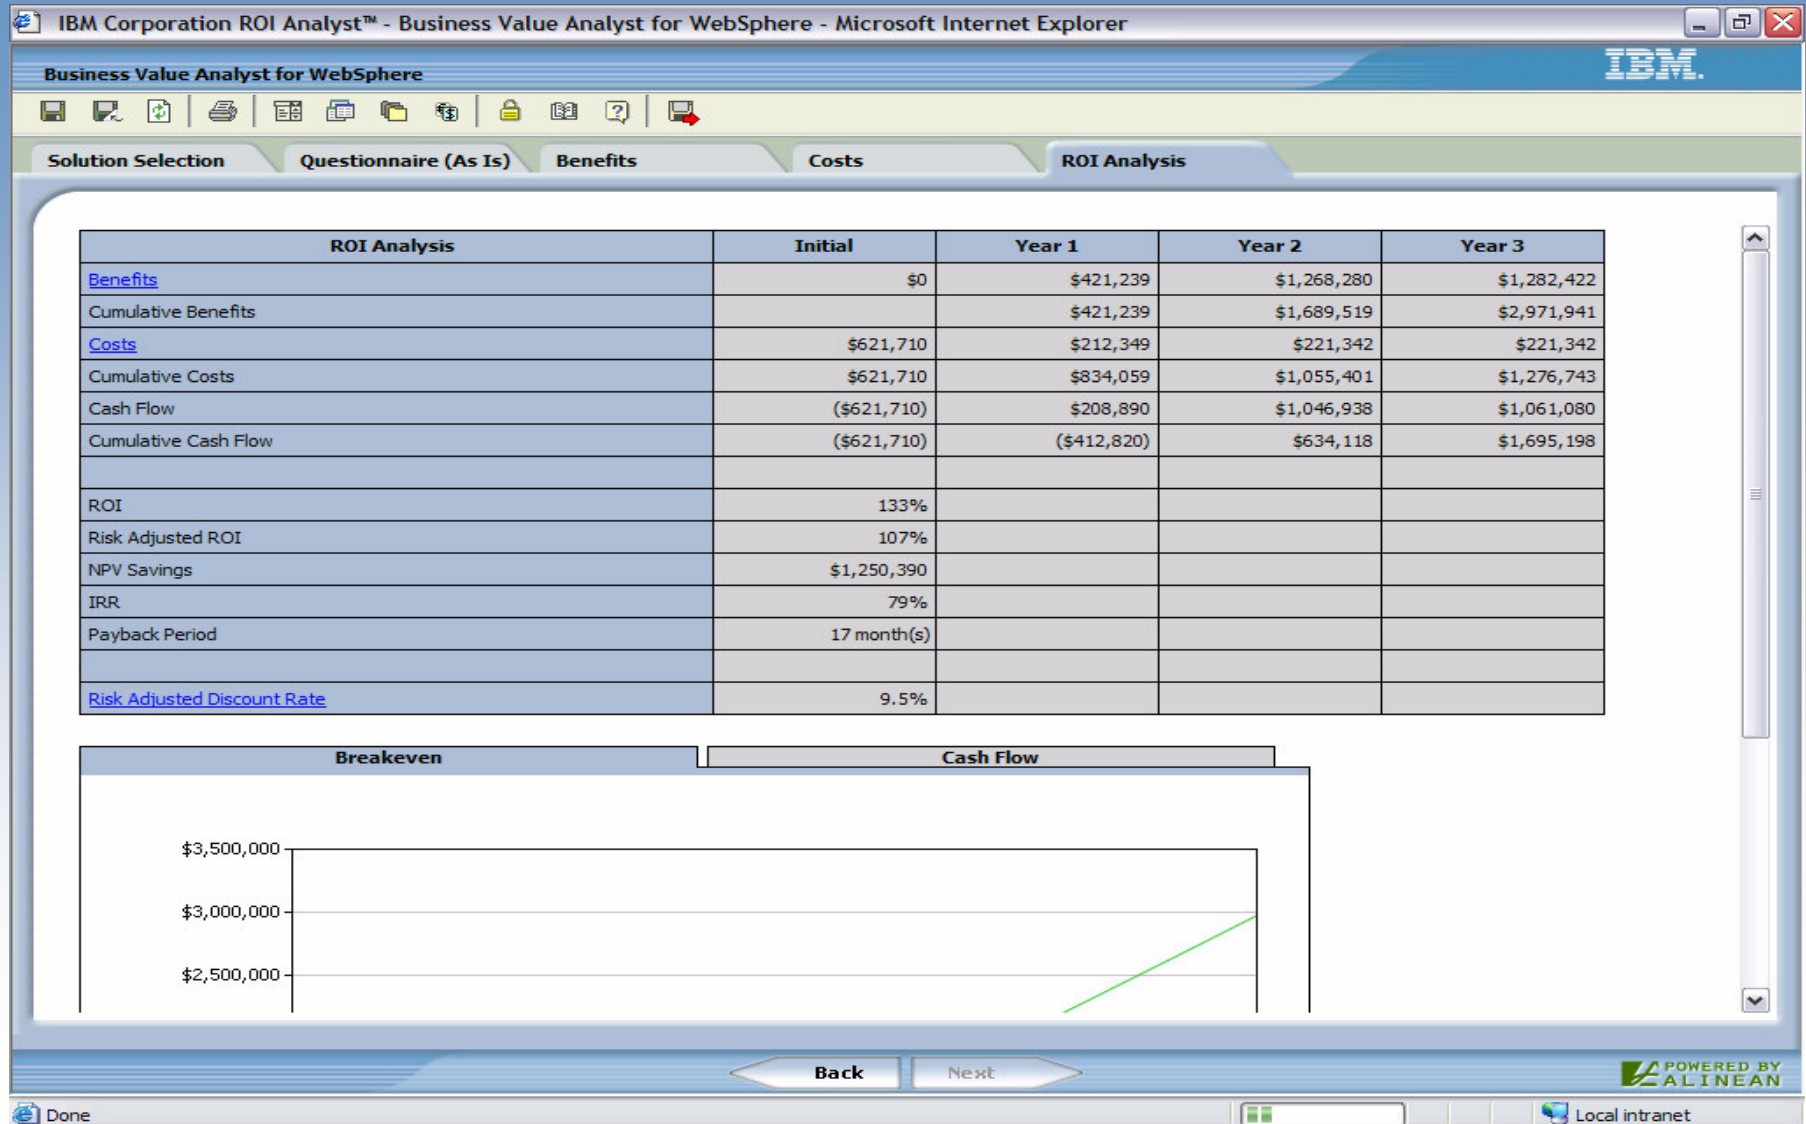 IBM Corporation ROI Analyst™ - Business Value Analyst for WebSphere - Microsoft Internet Explorer
Business Value Analyst for WebSphere
IBM.
Solution Selection Questionnaire (As Is) Benefits Costs ROI Analysis
ROI Analysis Initial Year 1 Year 2 Year 3
Benefits $0 $421,239 $1,268,280 $1,282,422
Cumulative Benefits $421,239 $1,689,519 $2,971,941
Costs $621,710 $212,349 $221,342 $221,342
Cumulative Costs $621,710 $834,059 $1,055,401 $1,276,743
Cash Flow ($621,710) $208,890 $1,046,938 $1,061,080
Cumulative Cash Flow ($621,710) ($412,820) $634,118 $1,695,198
ROI 133%
Risk Adjusted ROI 107%
NPV Savings $1,250,390
IRR 79%
Payback Period 17 month(s)
Risk Adjusted Discount Rate 9.5%
Breakeven Cash Flow
$3,500,000
$3,000,000
$2,500,000
Back Next
POWERED BY
ALINEAN
Done Local intranet